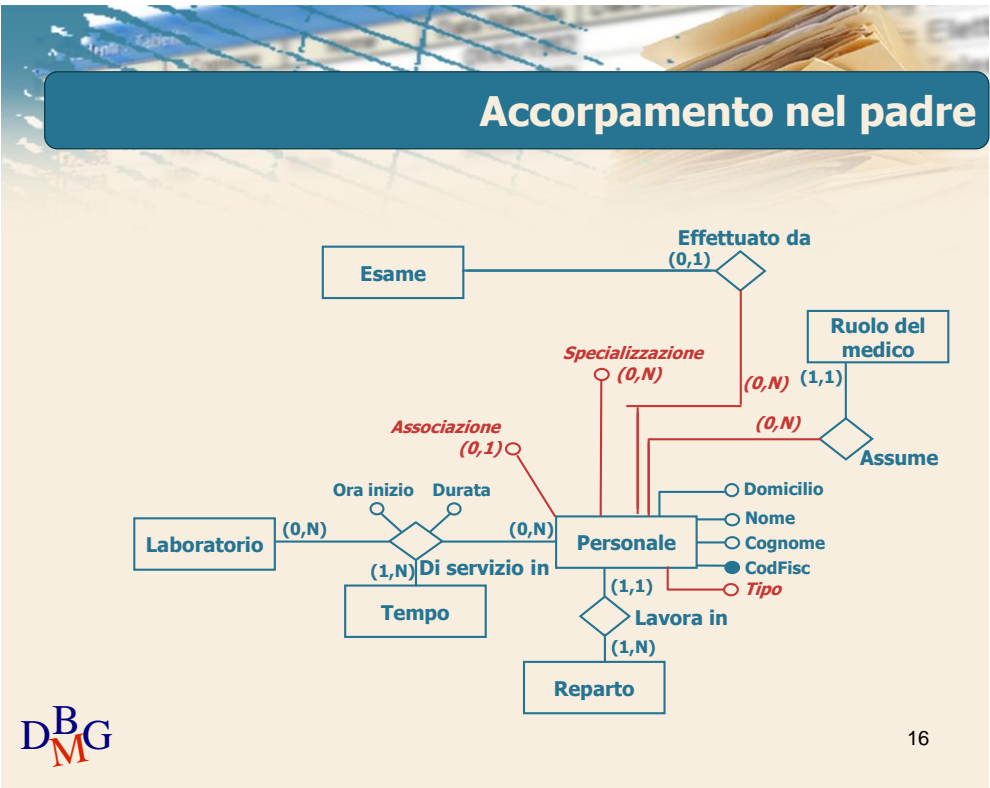 Accorpamento nel padre
Effettuato da
(0,1)
Esame
Ruolo del
medico
Specializzazione
(0,N)
(0,N)
(1,1)
Associazione
(0,1)
(0,N)
Assume
Ora inizio
Durata
Domicilio
Nome
Cognome
CodFisc
Tipo
Laboratorio
(0,N)
(0,N)
Personale
(1,N)
Di servizio in
Tempo
(1,1)
Lavora in
(1,N)
Reparto
DBMG
16